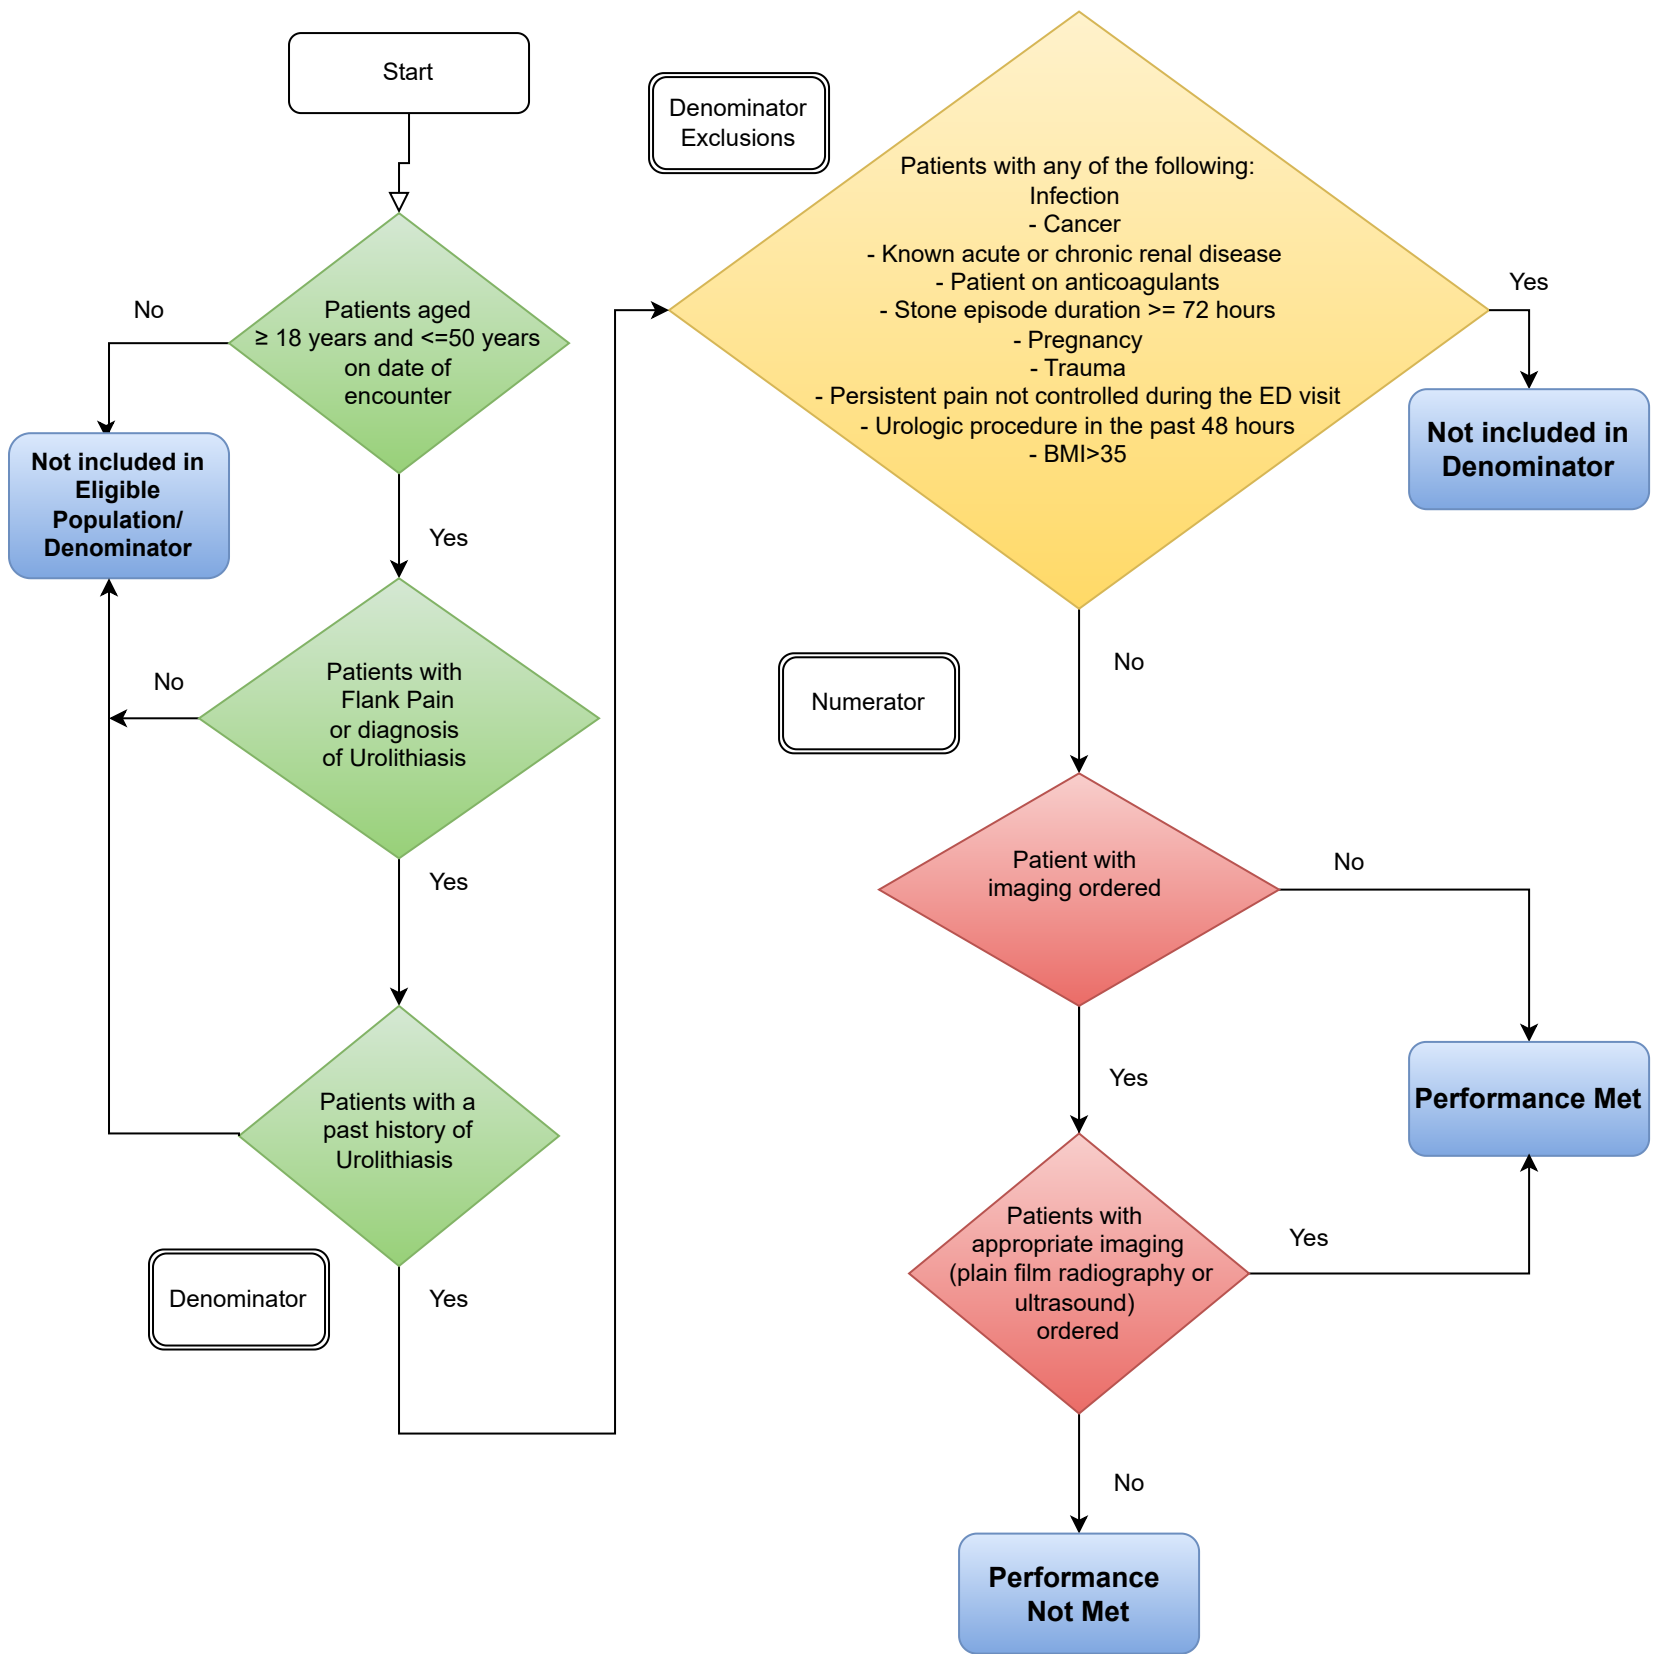 Start
Patients aged
≥ 18 years and <=50 years
on date of
encounter
No
Not included in
Eligible
Population/
Denominator
Yes
Patients with
Flank Pain
or diagnosis
of Urolithiasis
No
Yes
Patients with a
past history of
Urolithiasis
Denominator
Yes
Denominator
Exclusions
Patients with any of the following:
Infection
- Cancer
- Known acute or chronic renal disease
- Patient on anticoagulants
- Stone episode duration >= 72 hours
- Pregnancy
- Trauma
- Persistent pain not controlled during the ED visit
- Urologic procedure in the past 48 hours
- BMI>35
Yes
Not included in
Denominator
No
Numerator
Patient with
imaging ordered
No
Yes
Performance Met
Patients with
appropriate imaging
(plain film radiography or
ultrasound)
ordered
Yes
No
Performance
Not Met